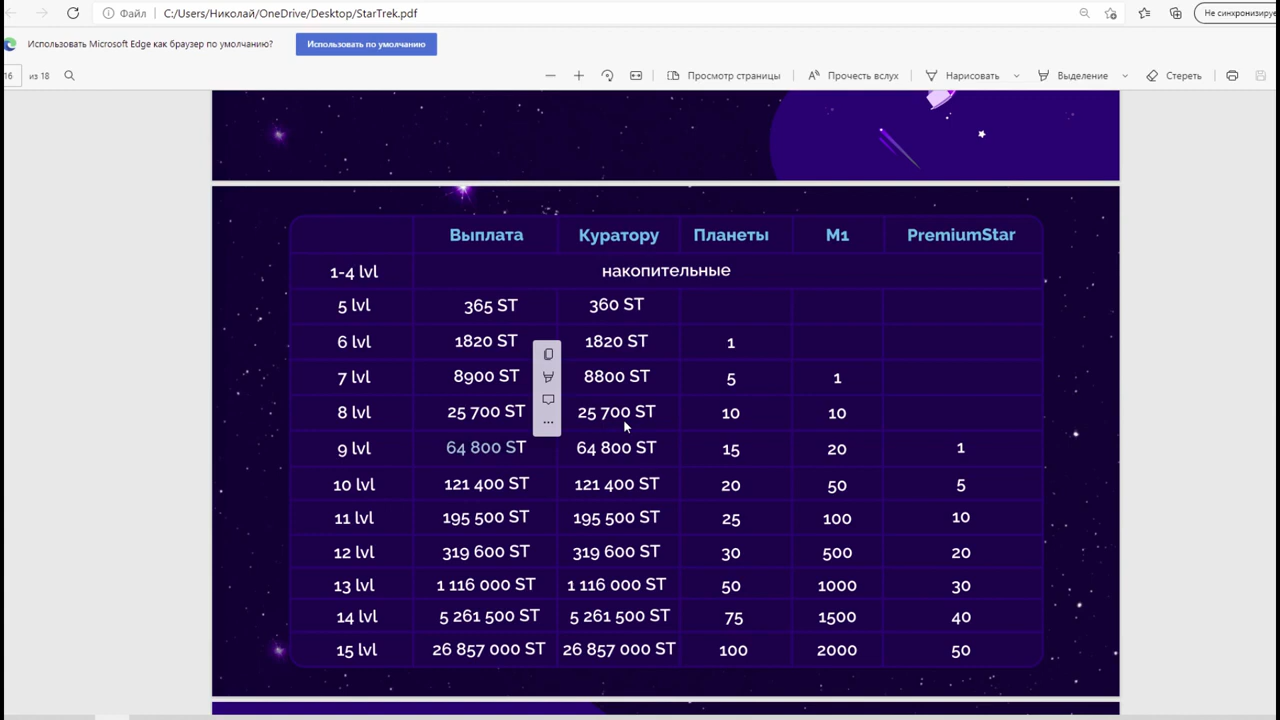 Файл C:/Users/Николай/OneDrive/Desktop/StarTrek.pdf Не синхронизируе
Использовать Microsoft Edge как браузер по умолчанию? Использовать по умолчанию
16 из 18 Просмотр страницы Прочесть вслух Нарисовать Выделение Стереть
Выплата Куратору Планеты М1 PremiumStar
1-4 lvl накопительные
5 lvl 365 ST 360 ST
6 lvl 1820 ST 1820 ST 1
7 lvl 8900 ST 8800 ST 5 1
8 lvl 25 700 ST 25 700 ST 10 10
9 lvl 64 800 ST 64 800 ST 15 20 1
10 lvl 121 400 ST 121 400 ST 20 50 5
11 lvl 195 500 ST 195 500 ST 25 100 10
12 lvl 319 600 ST 319 600 ST 30 500 20
13 lvl 1 116 000 ST 1 116 000 ST 50 1000 30
14 lvl 5 261 500 ST 5 261 500 ST 75 1500 40
15 lvl 26 857 000 ST 26 857 000 ST 100 2000 50